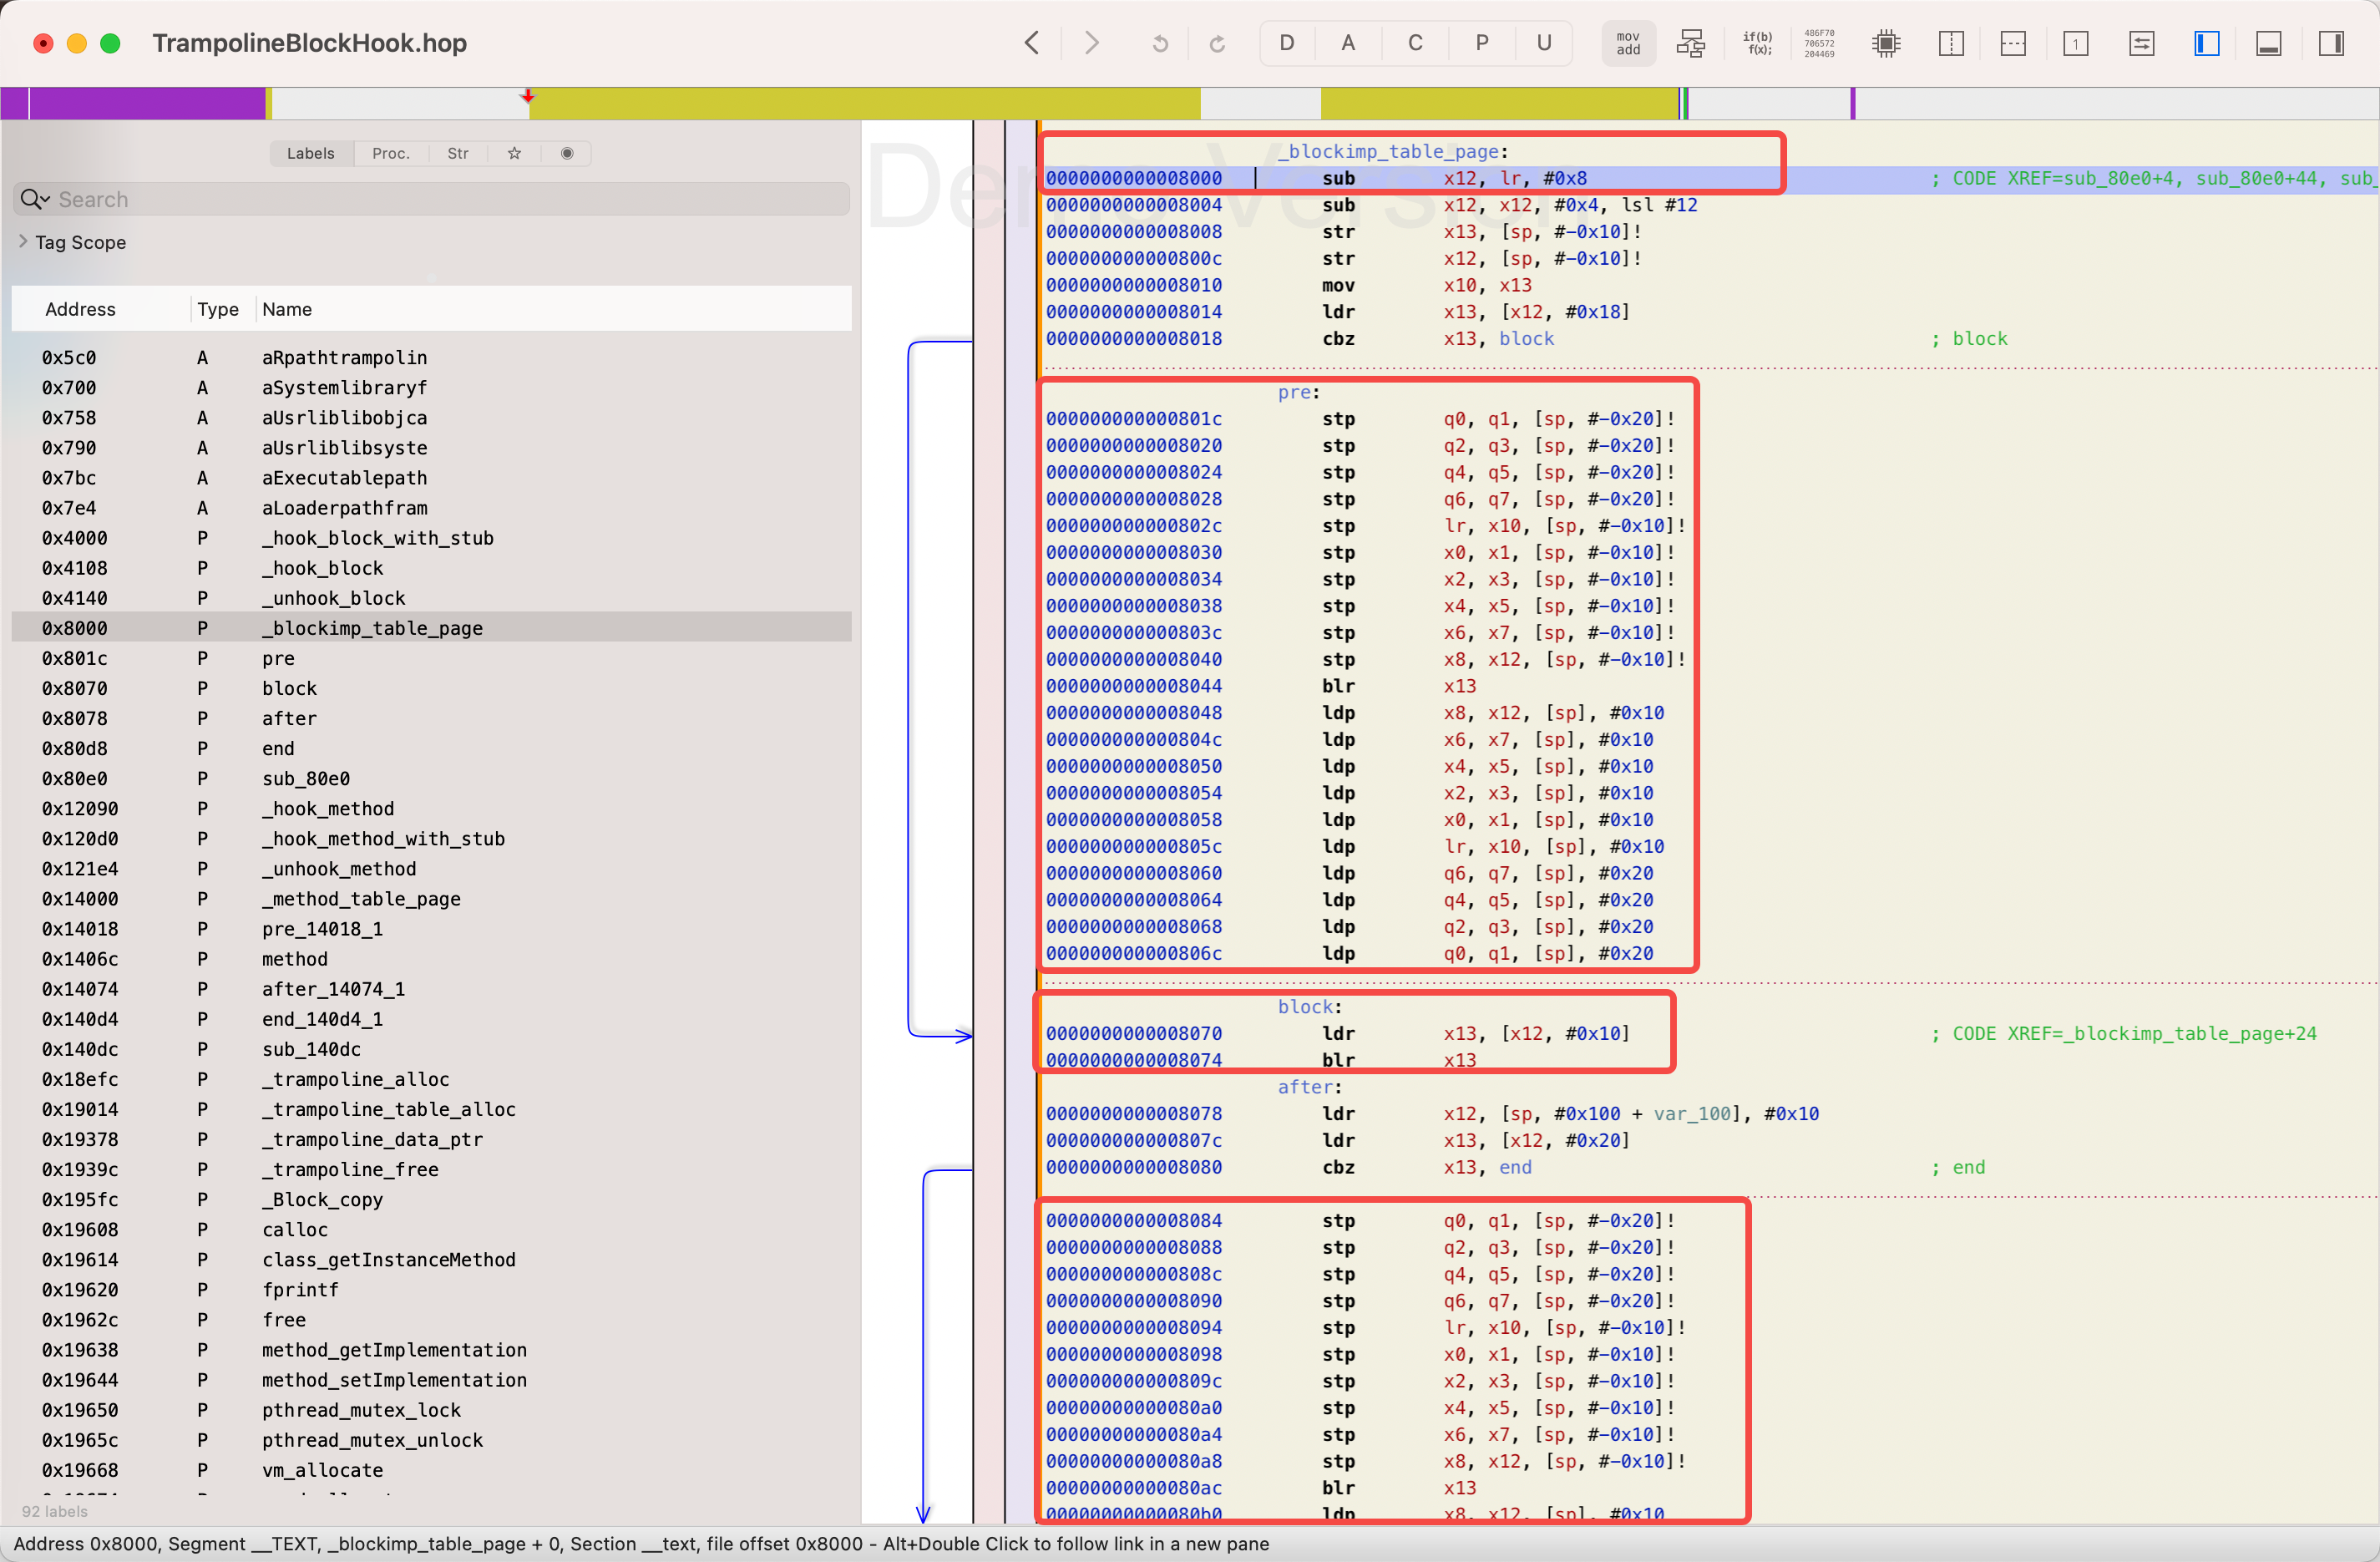 TrampolineBlockHook.hop
D A C P U
mov add
if(b) f(x);
486F70 706572 204469
1
Demo Version
Labels Proc. Str
Search
Tag Scope
Address Type Name
0x5c0 A aRpathtrampolin
0x700 A aSystemlibraryf
0x758 A aUsrliblibobjca
0x790 A aUsrliblibsyste
0x7bc A aExecutablepath
0x7e4 A aLoaderpathfram
0x4000 P _hook_block_with_stub
0x4108 P _hook_block
0x4140 P _unhook_block
0x8000 P _blockimp_table_page
0x801c P pre
0x8070 P block
0x8078 P after
0x80d8 P end
0x80e0 P sub_80e0
0x12090 P _hook_method
0x120d0 P _hook_method_with_stub
0x121e4 P _unhook_method
0x14000 P _method_table_page
0x14018 P pre_14018_1
0x1406c P method
0x14074 P after_14074_1
0x140d4 P end_140d4_1
0x140dc P sub_140dc
0x18efc P _trampoline_alloc
0x19014 P _trampoline_table_alloc
0x19378 P _trampoline_data_ptr
0x1939c P _trampoline_free
0x195fc P _Block_copy
0x19608 P calloc
0x19614 P class_getInstanceMethod
0x19620 P fprintf
0x1962c P free
0x19638 P method_getImplementation
0x19644 P method_setImplementation
0x19650 P pthread_mutex_lock
0x1965c P pthread_mutex_unlock
0x19668 P vm_allocate
92 labels
_blockimp_table_page:
0000000000008000 sub x12, lr, #0x8 ; CODE XREF=sub_80e0+4, sub_80e0+44, sub_
0000000000008004 sub x12, x12, #0x4, lsl #12
0000000000008008 str x13, [sp, #-0x10]!
000000000000800c str x12, [sp, #-0x10]!
0000000000008010 mov x10, x13
0000000000008014 ldr x13, [x12, #0x18]
0000000000008018 cbz x13, block ; block
pre:
000000000000801c stp q0, q1, [sp, #-0x20]!
0000000000008020 stp q2, q3, [sp, #-0x20]!
0000000000008024 stp q4, q5, [sp, #-0x20]!
0000000000008028 stp q6, q7, [sp, #-0x20]!
000000000000802c stp lr, x10, [sp, #-0x10]!
0000000000008030 stp x0, x1, [sp, #-0x10]!
0000000000008034 stp x2, x3, [sp, #-0x10]!
0000000000008038 stp x4, x5, [sp, #-0x10]!
000000000000803c stp x6, x7, [sp, #-0x10]!
0000000000008040 stp x8, x12, [sp, #-0x10]!
0000000000008044 blr x13
0000000000008048 ldp x8, x12, [sp], #0x10
000000000000804c ldp x6, x7, [sp], #0x10
0000000000008050 ldp x4, x5, [sp], #0x10
0000000000008054 ldp x2, x3, [sp], #0x10
0000000000008058 ldp x0, x1, [sp], #0x10
000000000000805c ldp lr, x10, [sp], #0x10
0000000000008060 ldp q6, q7, [sp], #0x20
0000000000008064 ldp q4, q5, [sp], #0x20
0000000000008068 ldp q2, q3, [sp], #0x20
000000000000806c ldp q0, q1, [sp], #0x20
block:
0000000000008070 ldr x13, [x12, #0x10] ; CODE XREF=_blockimp_table_page+24
0000000000008074 blr x13
after:
0000000000008078 ldr x12, [sp, #0x100 + var_100], #0x10
000000000000807c ldr x13, [x12, #0x20]
0000000000008080 cbz x13, end ; end
0000000000008084 stp q0, q1, [sp, #-0x20]!
0000000000008088 stp q2, q3, [sp, #-0x20]!
000000000000808c stp q4, q5, [sp, #-0x20]!
0000000000008090 stp q6, q7, [sp, #-0x20]!
0000000000008094 stp lr, x10, [sp, #-0x10]!
0000000000008098 stp x0, x1, [sp, #-0x10]!
000000000000809c stp x2, x3, [sp, #-0x10]!
00000000000080a0 stp x4, x5, [sp, #-0x10]!
00000000000080a4 stp x6, x7, [sp, #-0x10]!
00000000000080a8 stp x8, x12, [sp, #-0x10]!
00000000000080ac blr x13
00000000000080b0 ldp x8, x12, [sp], #0x10
Address 0x8000, Segment __TEXT, _blockimp_table_page + 0, Section __text, file offset 0x8000 - Alt+Double Click to follow link in a new pane